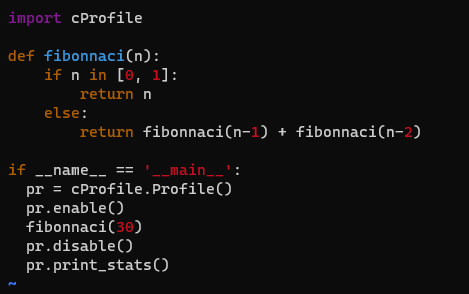 import cProfile

def fibonnaci(n):
    if n in [0, 1]:
        return n
    else:
        return fibonnaci(n-1) + fibonnaci(n-2)

if __name__ == '__main__':
  pr = cProfile.Profile()
  pr.enable()
  fibonnaci(30)
  pr.disable()
  pr.print_stats()
~